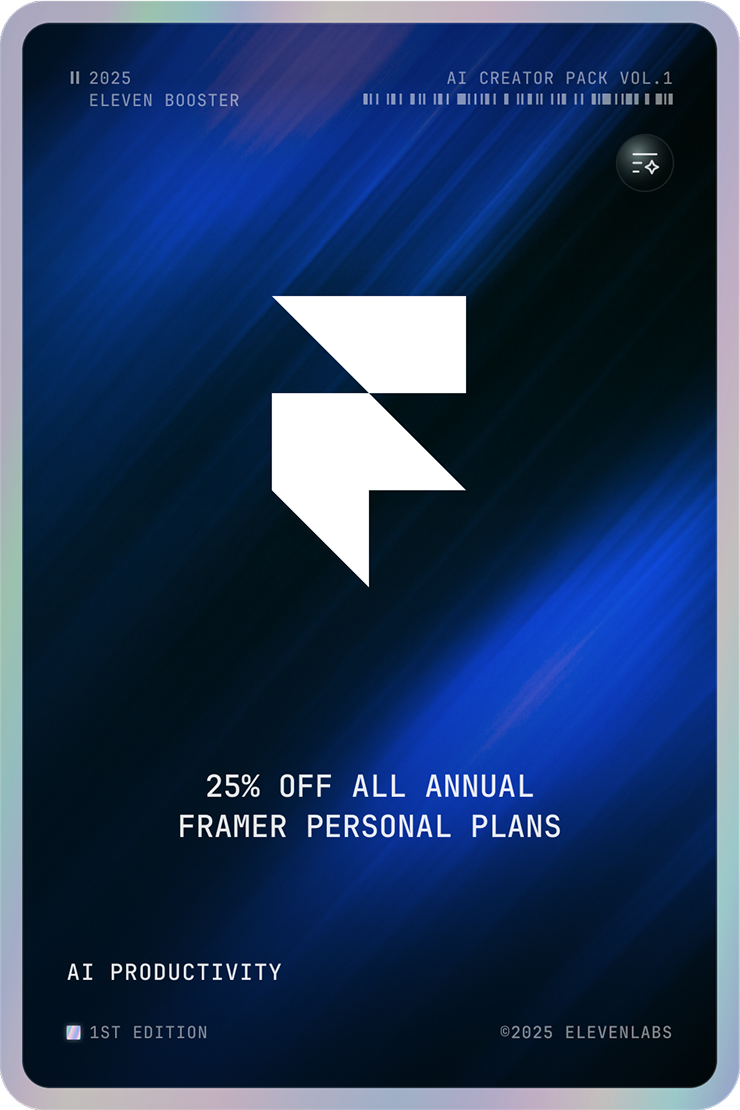 2025
ELEVEN BOOSTER
AI CREATOR PACK VOL.1
25% OFF ALL ANNUAL
FRAMER PERSONAL PLANS
AI PRODUCTIVITY
1ST EDITION
©2025 ELEVENLABS